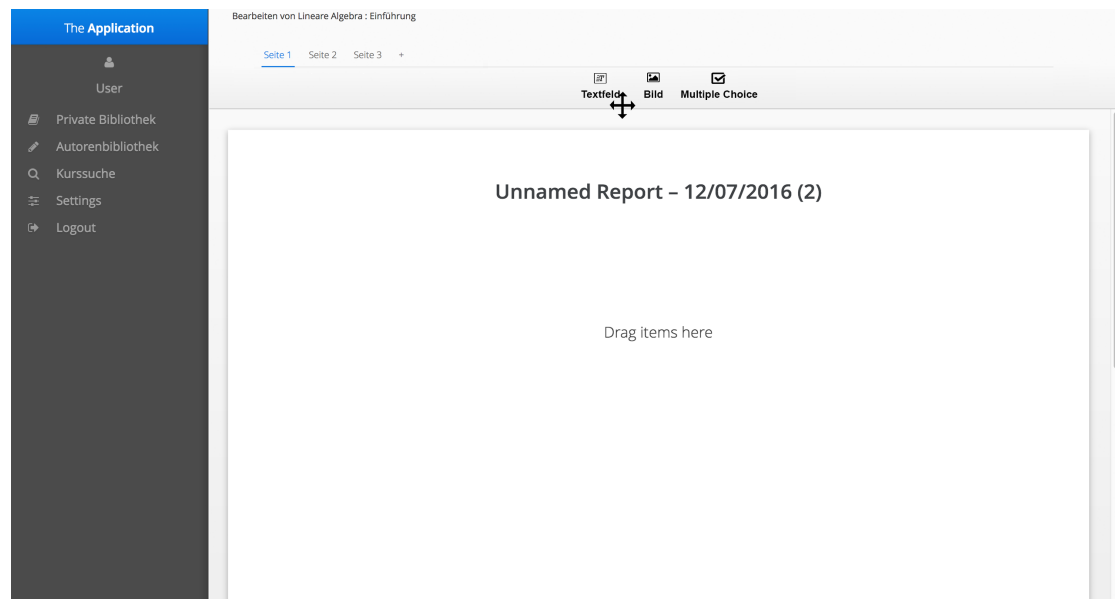 The Application
User
Private Bibliothek
Autorenbibliothek
Kurssuche
Settings
Logout
Bearbeiten von Lineare Algebra : Einführung
Seite 1 Seite 2 Seite 3 +
Textfeld Bild Multiple Choice
Unnamed Report – 12/07/2016 (2)
Drag items here